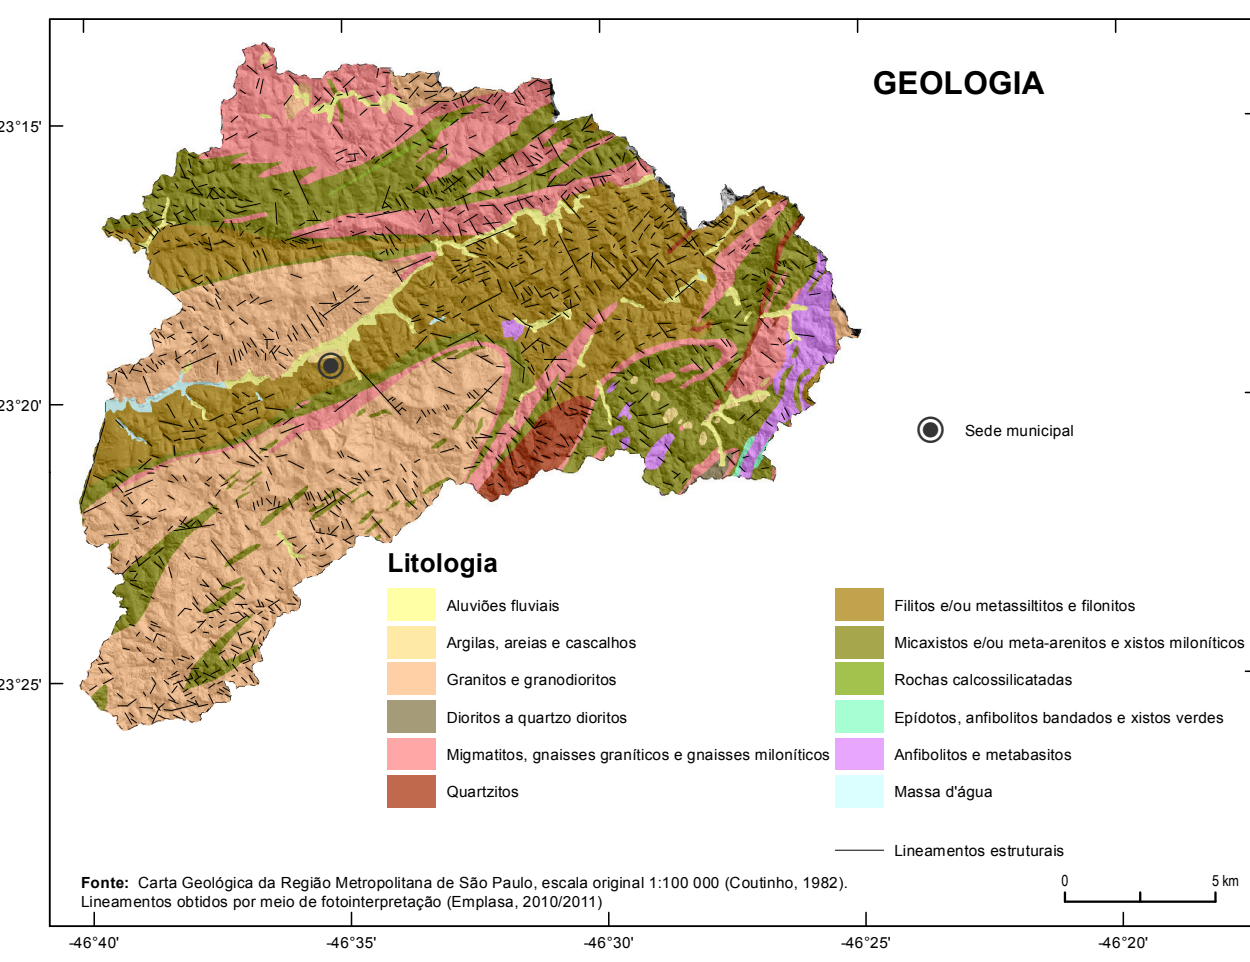 GEOLOGIA
23°15'
23°20'
23°25'
Sede municipal
Litologia
Aluviões fluviais
Argilas, areias e cascalhos
Granitos e granodioritos
Dioritos a quartzo dioritos
Migmatitos, gnaisses graníticos e gnaisses miloníticos
Quartzitos
Filitos e/ou metassiltitos e filonitos
Micaxistos e/ou meta-arenitos e xistos miloníticos
Rochas calcossilicatadas
Epídotos, anfibolitos bandados e xistos verdes
Anfibolitos e metabasitos
Massa d'água
Lineamentos estruturais
Fonte: Carta Geológica da Região Metropolitana de São Paulo, escala original 1:100 000 (Coutinho, 1982).
Lineamentos obtidos por meio de fotointerpretação (Emplasa, 2010/2011)
0 5 km
-46°40' -46°35' -46°30' -46°25' -46°20'